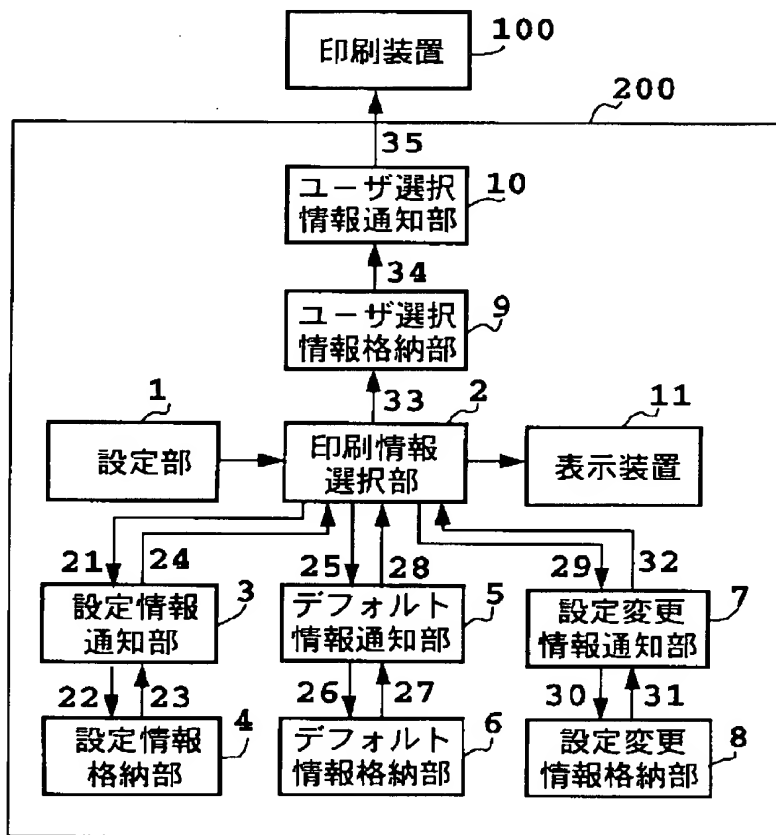 100
印刷装置
200
35
ユーザ選択
情報通知部
10
34
ユーザ選択
情報格納部
9
33
1
2
11
設定部
印刷情報
選択部
表示装置
21
24
25
28
29
32
設定情報
通知部
3
デフォルト
情報通知部
5
設定変更
情報通知部
7
22
23
26
27
30
31
設定情報
格納部
4
デフォルト
情報格納部
6
設定変更
情報格納部
8